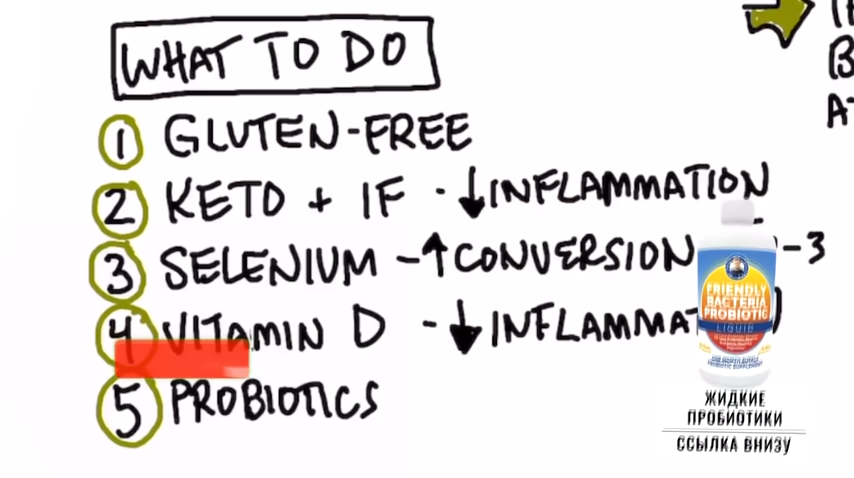 WHAT TO DO
1 GLUTEN-FREE
2 KETO + IF - ↓INFLAMMATION
3 SELENIUM - ↑CONVERSION -3
4 VITAMIN D - ↓INFLAMMAT
5 PROBIOTICS
FRIENDLY
BACTERIA
PROBIOTIC
LIQUID
ЖИДКИЕ
ПРОБИОТИКИ
ССЫЛКА ВНИЗУ